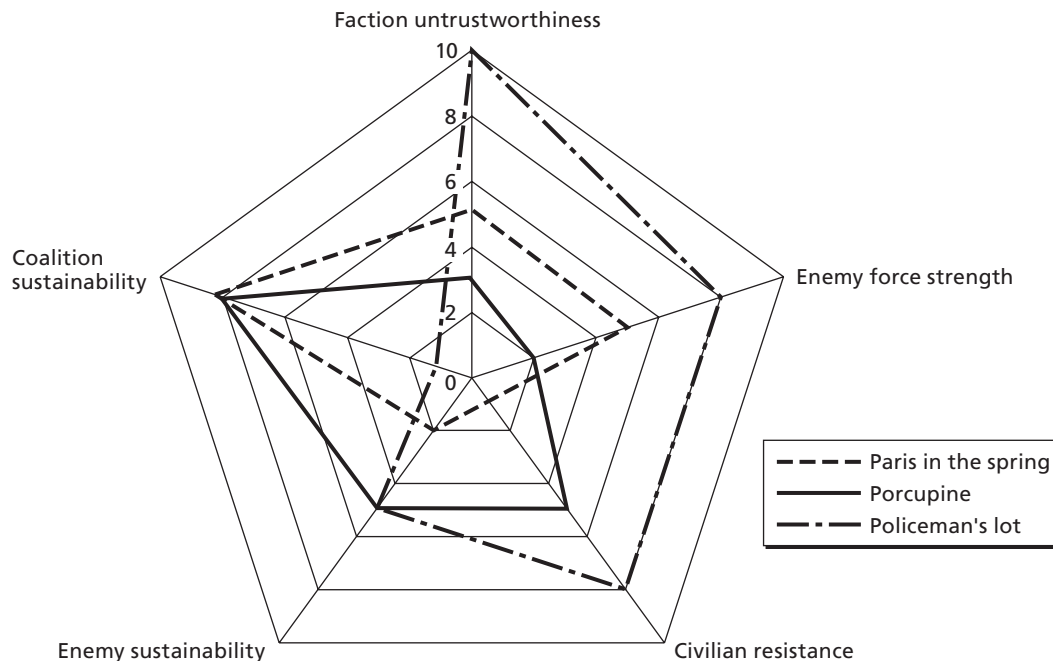 Faction untrustworthiness
10
8
6
4
2
0
Coalition
sustainability
Enemy force strength
Paris in the spring
Porcupine
Policeman's lot
Enemy sustainability
Civilian resistance